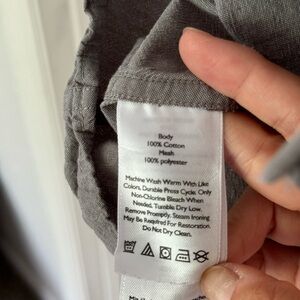 Body
100% Cotton
Mesh
100% polyester
Machine Wash Warm With Like
Colors, Durable Press Cycle; Only
Non-Chlorine Bleach When
Needed. Tumble Dry Low.
Remove Promptly. Steam Ironing
May Be Required For Restoration.
Do Not Dry Clean.